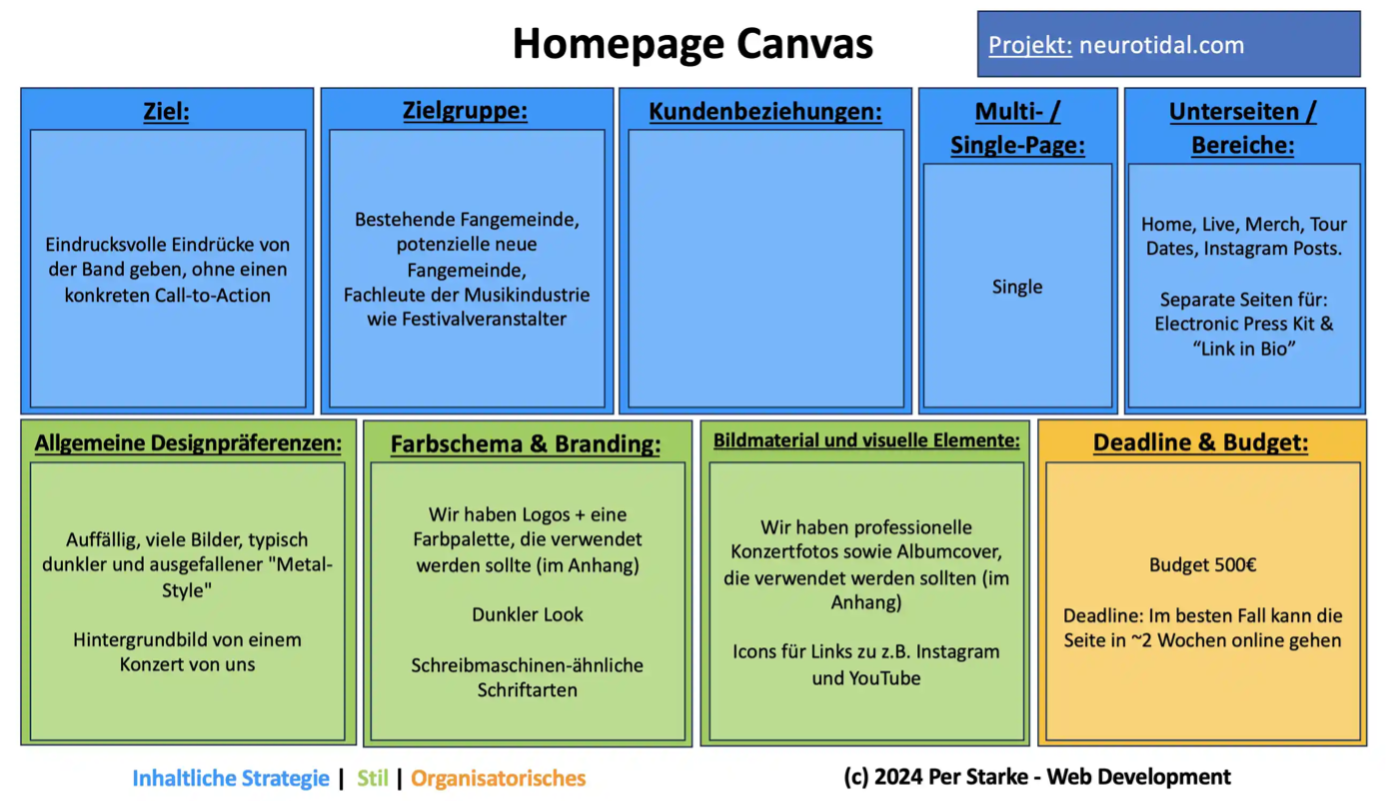 Homepage Canvas
Projekt: neurotidal.com
Ziel:
Eindrucksvolle Eindrücke von
der Band geben, ohne einen
konkreten Call-to-Action
Zielgruppe:
Bestehende Fangemeinde,
potenzielle neue
Fangemeinde,
Fachleute der Musikindustrie
wie Festivalveranstalter
Kundenbeziehungen:
Multi- /
Single-Page:
Single
Unterseiten /
Bereiche:
Home, Live, Merch, Tour
Dates, Instagram Posts.
Separate Seiten für:
Electronic Press Kit &
“Link in Bio”
Allgemeine Designpräferenzen:
Auffällig, viele Bilder, typisch
dunkler und ausgefallener "Metal-
Style"
Hintergrundbild von einem
Konzert von uns
Farbschema & Branding:
Wir haben Logos + eine
Farbpalette, die verwendet
werden sollte (im Anhang)
Dunkler Look
Schreibmaschinen-ähnliche
Schriftarten
Bildmaterial und visuelle Elemente:
Wir haben professionelle
Konzertfotos sowie Albumcover,
die verwendet werden sollten (im
Anhang)
Icons für Links zu z.B. Instagram
und YouTube
Deadline & Budget:
Budget 500€
Deadline: Im besten Fall kann die
Seite in ~2 Wochen online gehen
Inhaltliche Strategie | Stil | Organisatorisches
(c) 2024 Per Starke - Web Development